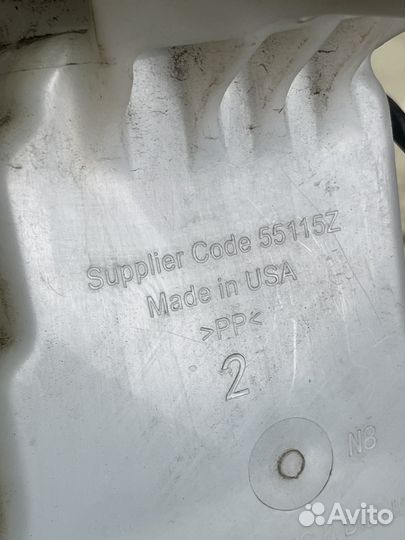 Supplier Code 55115Z
Made in USA
>PP<
2
N8
Avito